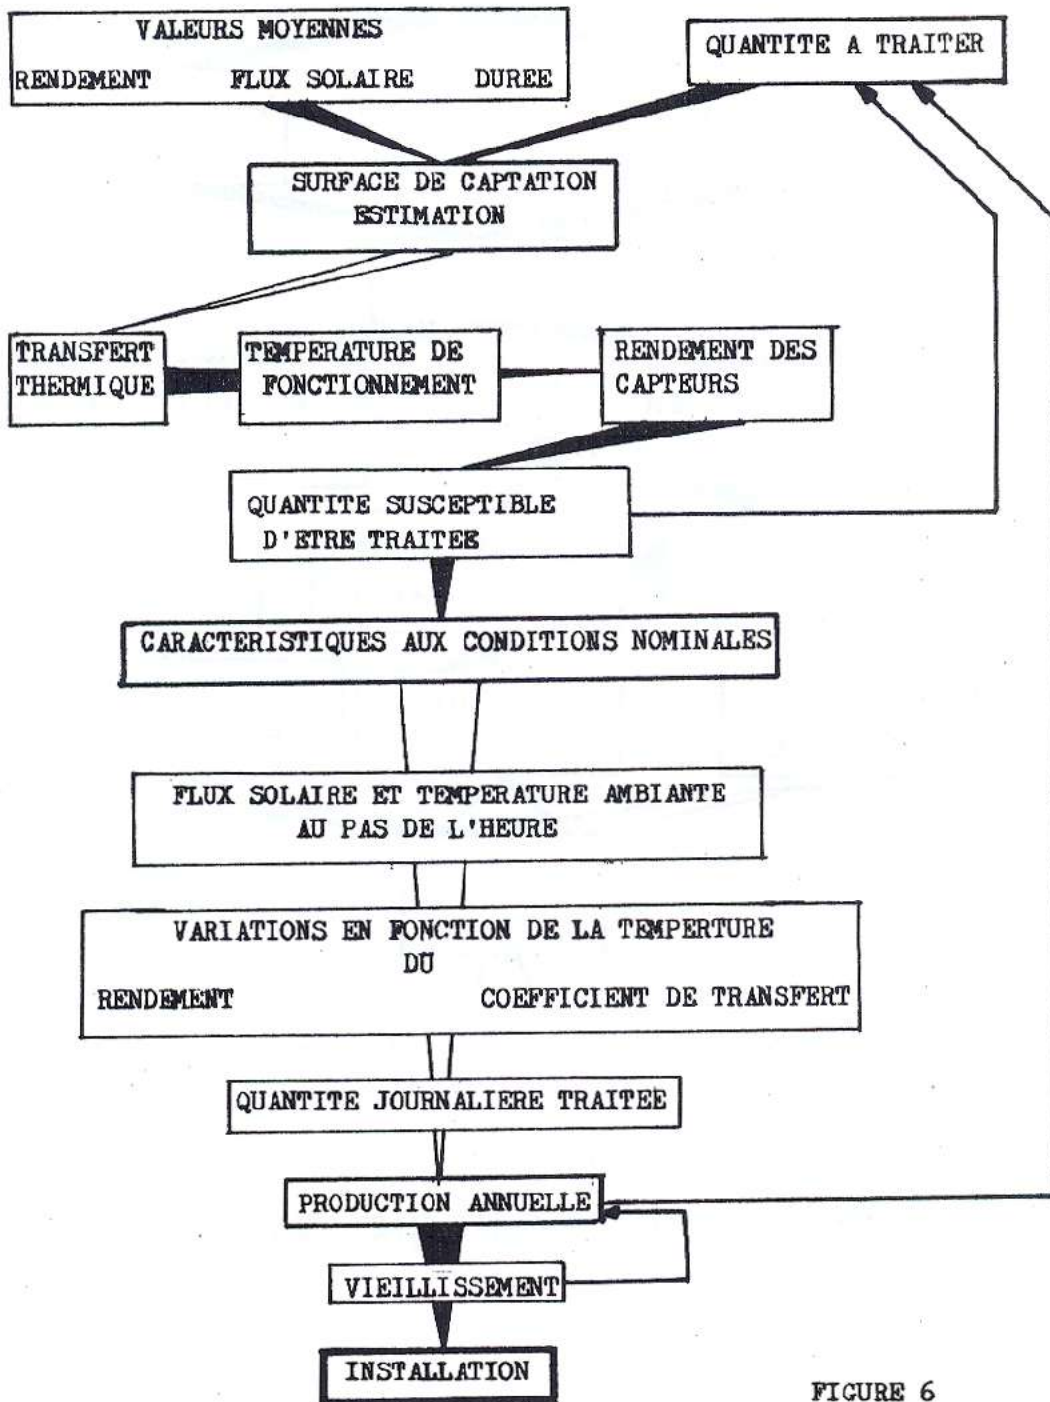 VALEURS MOYENNES
RENDEMENT FLUX SOLAIRE DUREE
QUANTITE A TRAITER
SURFACE DE CAPTATION
ESTIMATION
TRANSFERT
THERMIQUE
TEMPERATURE DE
FONCTIONNEMENT
RENDEMENT DES
CAPTEURS
QUANTITE SUSCEPTIBLE
D'ETRE TRAITEE
CARACTERISTIQUES AUX CONDITIONS NOMINALES
FLUX SOLAIRE ET TEMPERATURE AMBIANTE
AU PAS DE L'HEURE
VARIATIONS EN FONCTION DE LA TEMPERTURE
DU
RENDEMENT COEFFICIENT DE TRANSFERT
QUANTITE JOURNALIERE TRAITEE
PRODUCTION ANNUELLE
VIEILLISSEMENT
INSTALLATION
FIGURE 6